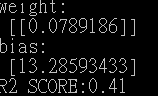 weight:
[[0.0789186]]
bias:
[13.28593433]
R2 SCORE:0.41